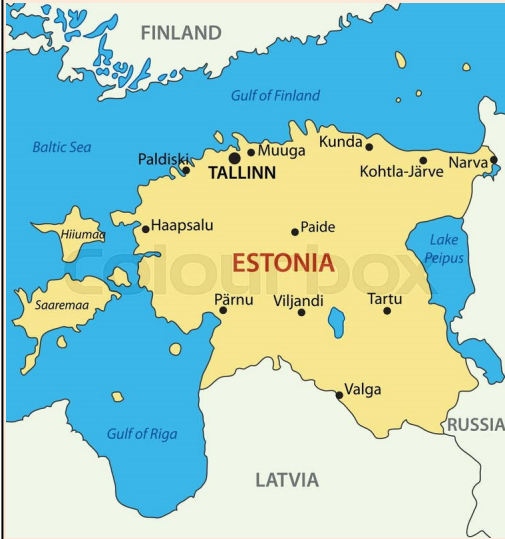 FINLAND
Gulf of Finland
Baltic Sea
Kunda
Muuga
Paldiski
TALLINN
Kohtla-Järve
Narva
Haapsalu
Paide
Hiiumaa
Lake
Peipus
ESTONIA
colourbox
Saaremaa
Pärnu
Viljandi
Tartu
Valga
RUSSIA
Gulf of Riga
LATVIA